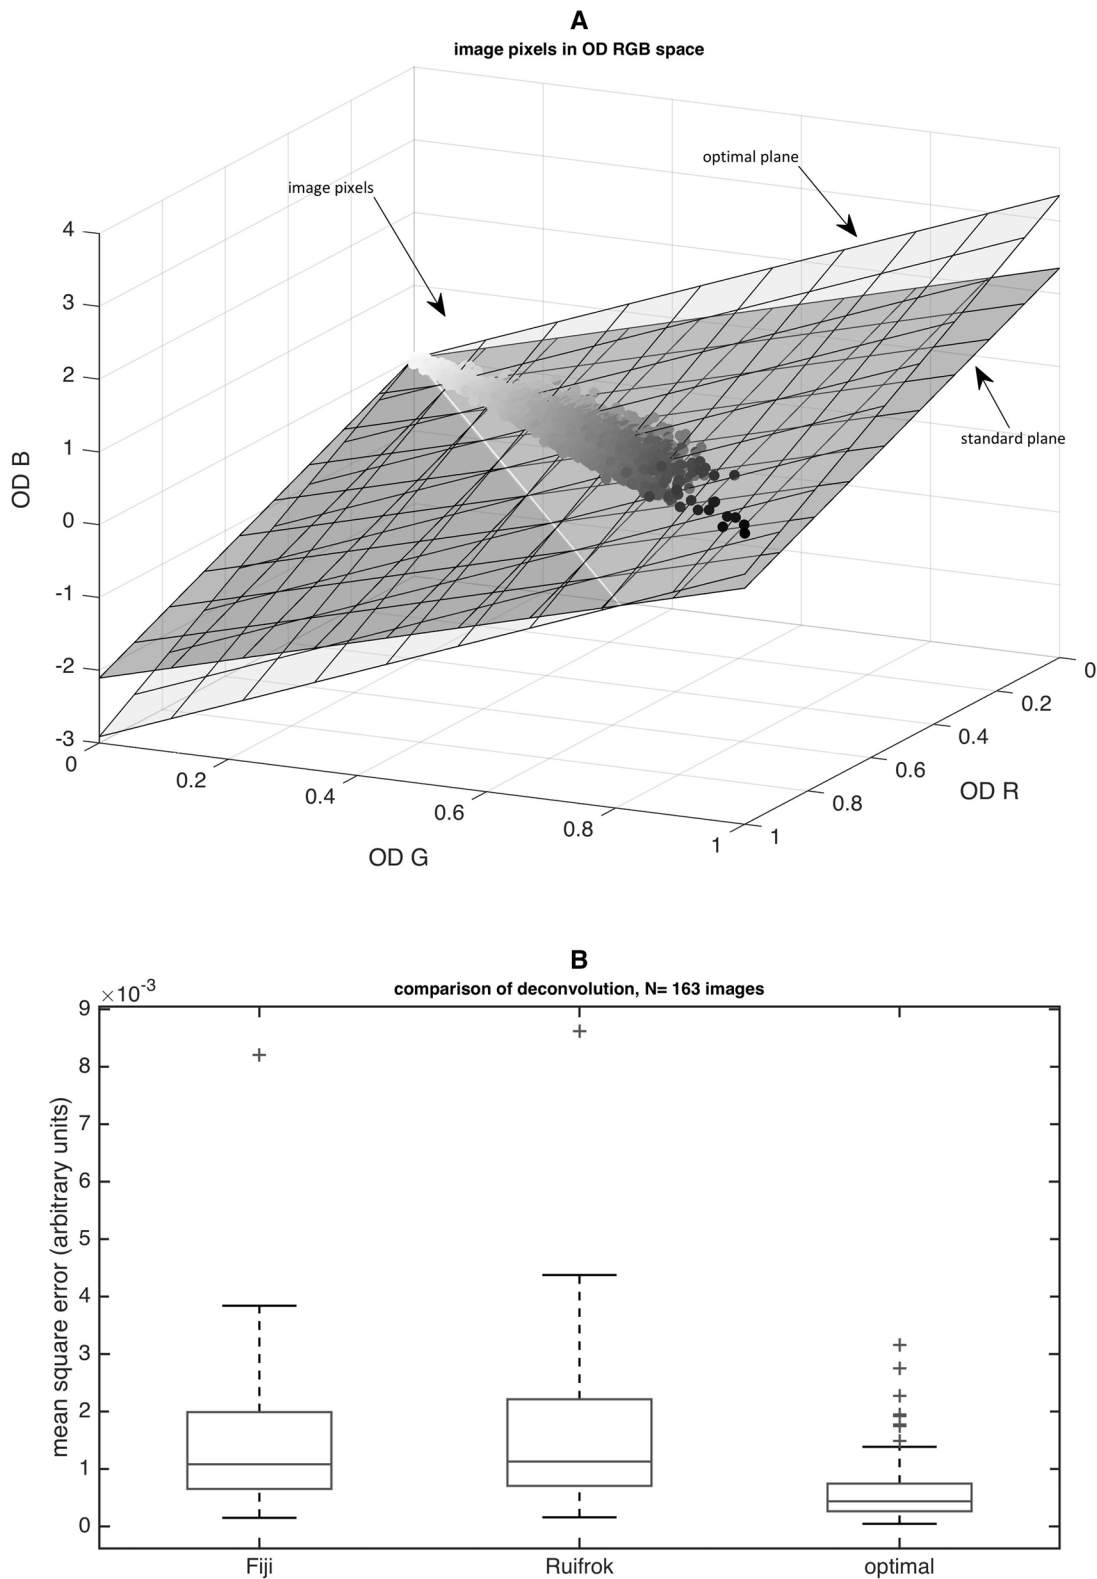 A
image pixels in OD RGB space
optimal plane
image pixels
standard plane
4
3
2
1
0
-1
-2
-3
OD B
0
0.2
0.4
0.6
0.8
1
OD G
0
0.2
0.4
0.6
0.8
1
OD R
B
comparison of deconvolution, N= 163 images
×10-3
9
8
7
6
5
4
3
2
1
0
mean square error (arbitrary units)
Fiji Ruifrok optimal